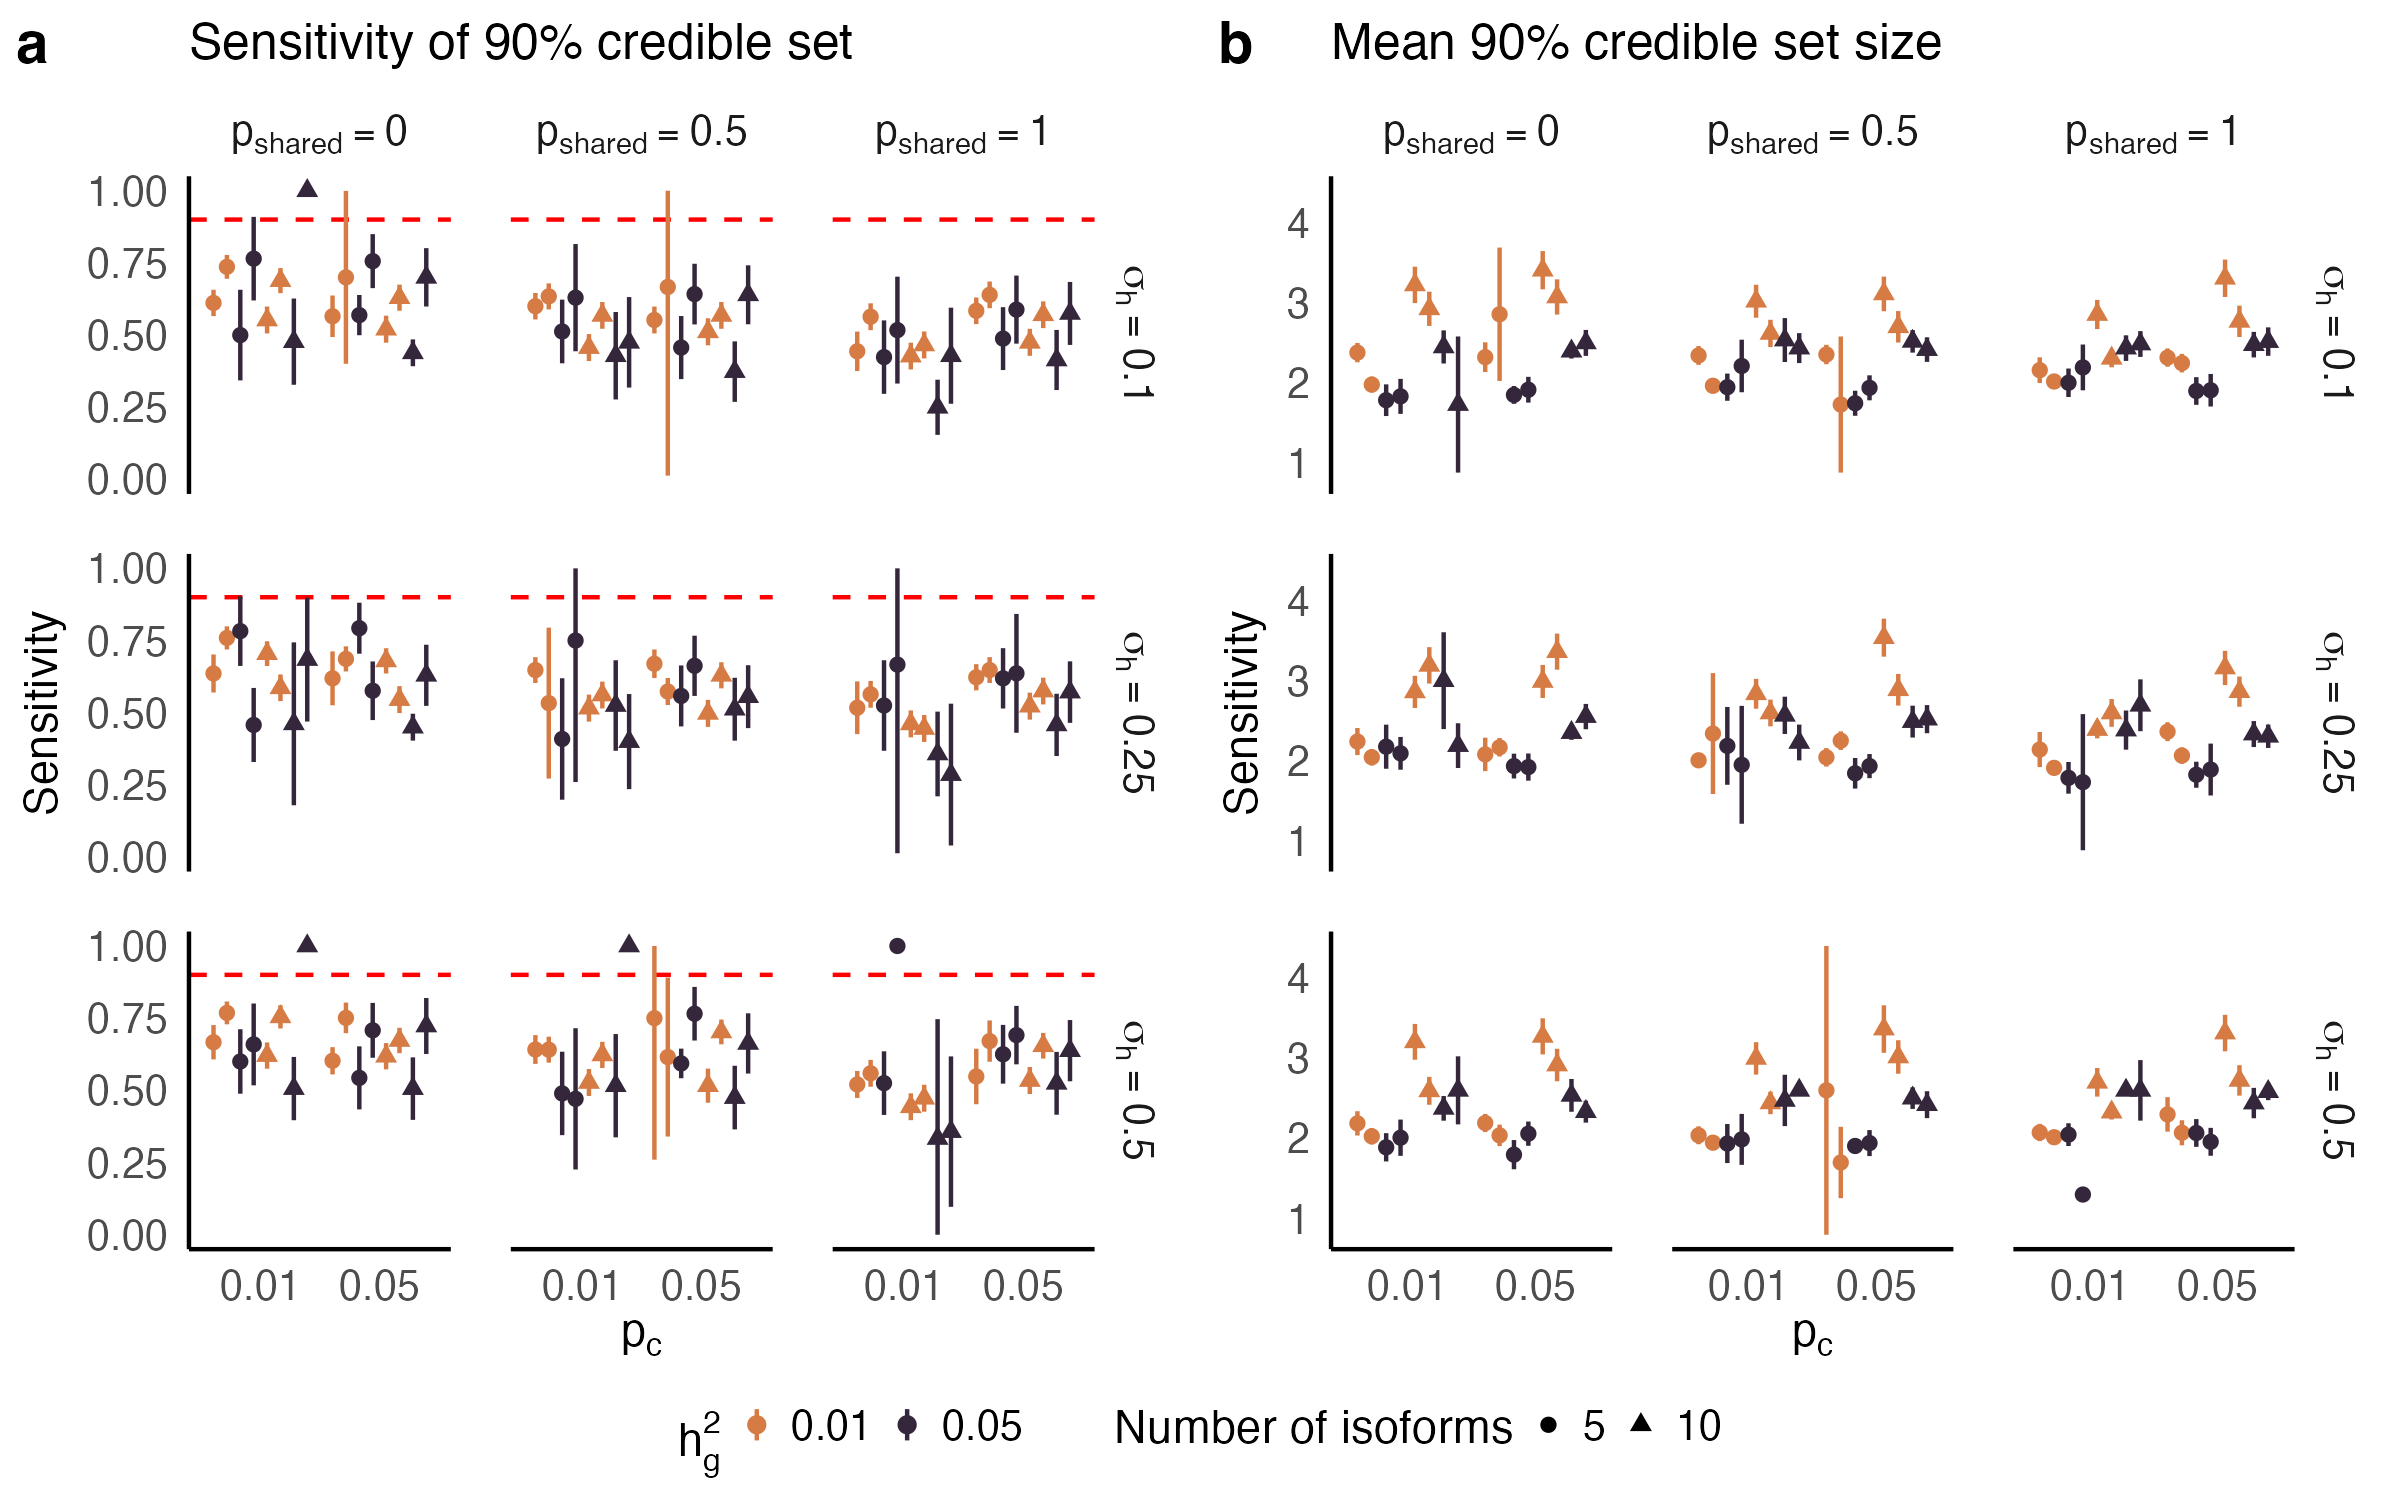 a Sensitivity of 90% credible set
b Mean 90% credible set size
p_shared = 0 p_shared = 0.5 p_shared = 1
p_shared = 0 p_shared = 0.5 p_shared = 1
Sensitivity
1.00
0.75
0.50
0.25
0.00
σ_h = 0.1
1.00
0.75
0.50
0.25
0.00
σ_h = 0.25
1.00
0.75
0.50
0.25
0.00
σ_h = 0.5
0.01 0.05 0.01 0.05 0.01 0.05
p_c
Sensitivity
4
3
2
1
σ_h = 0.1
4
3
2
1
σ_h = 0.25
4
3
2
1
σ_h = 0.5
0.01 0.05 0.01 0.05 0.01 0.05
p_c
h_g^2 0.01 0.05 Number of isoforms 5 10